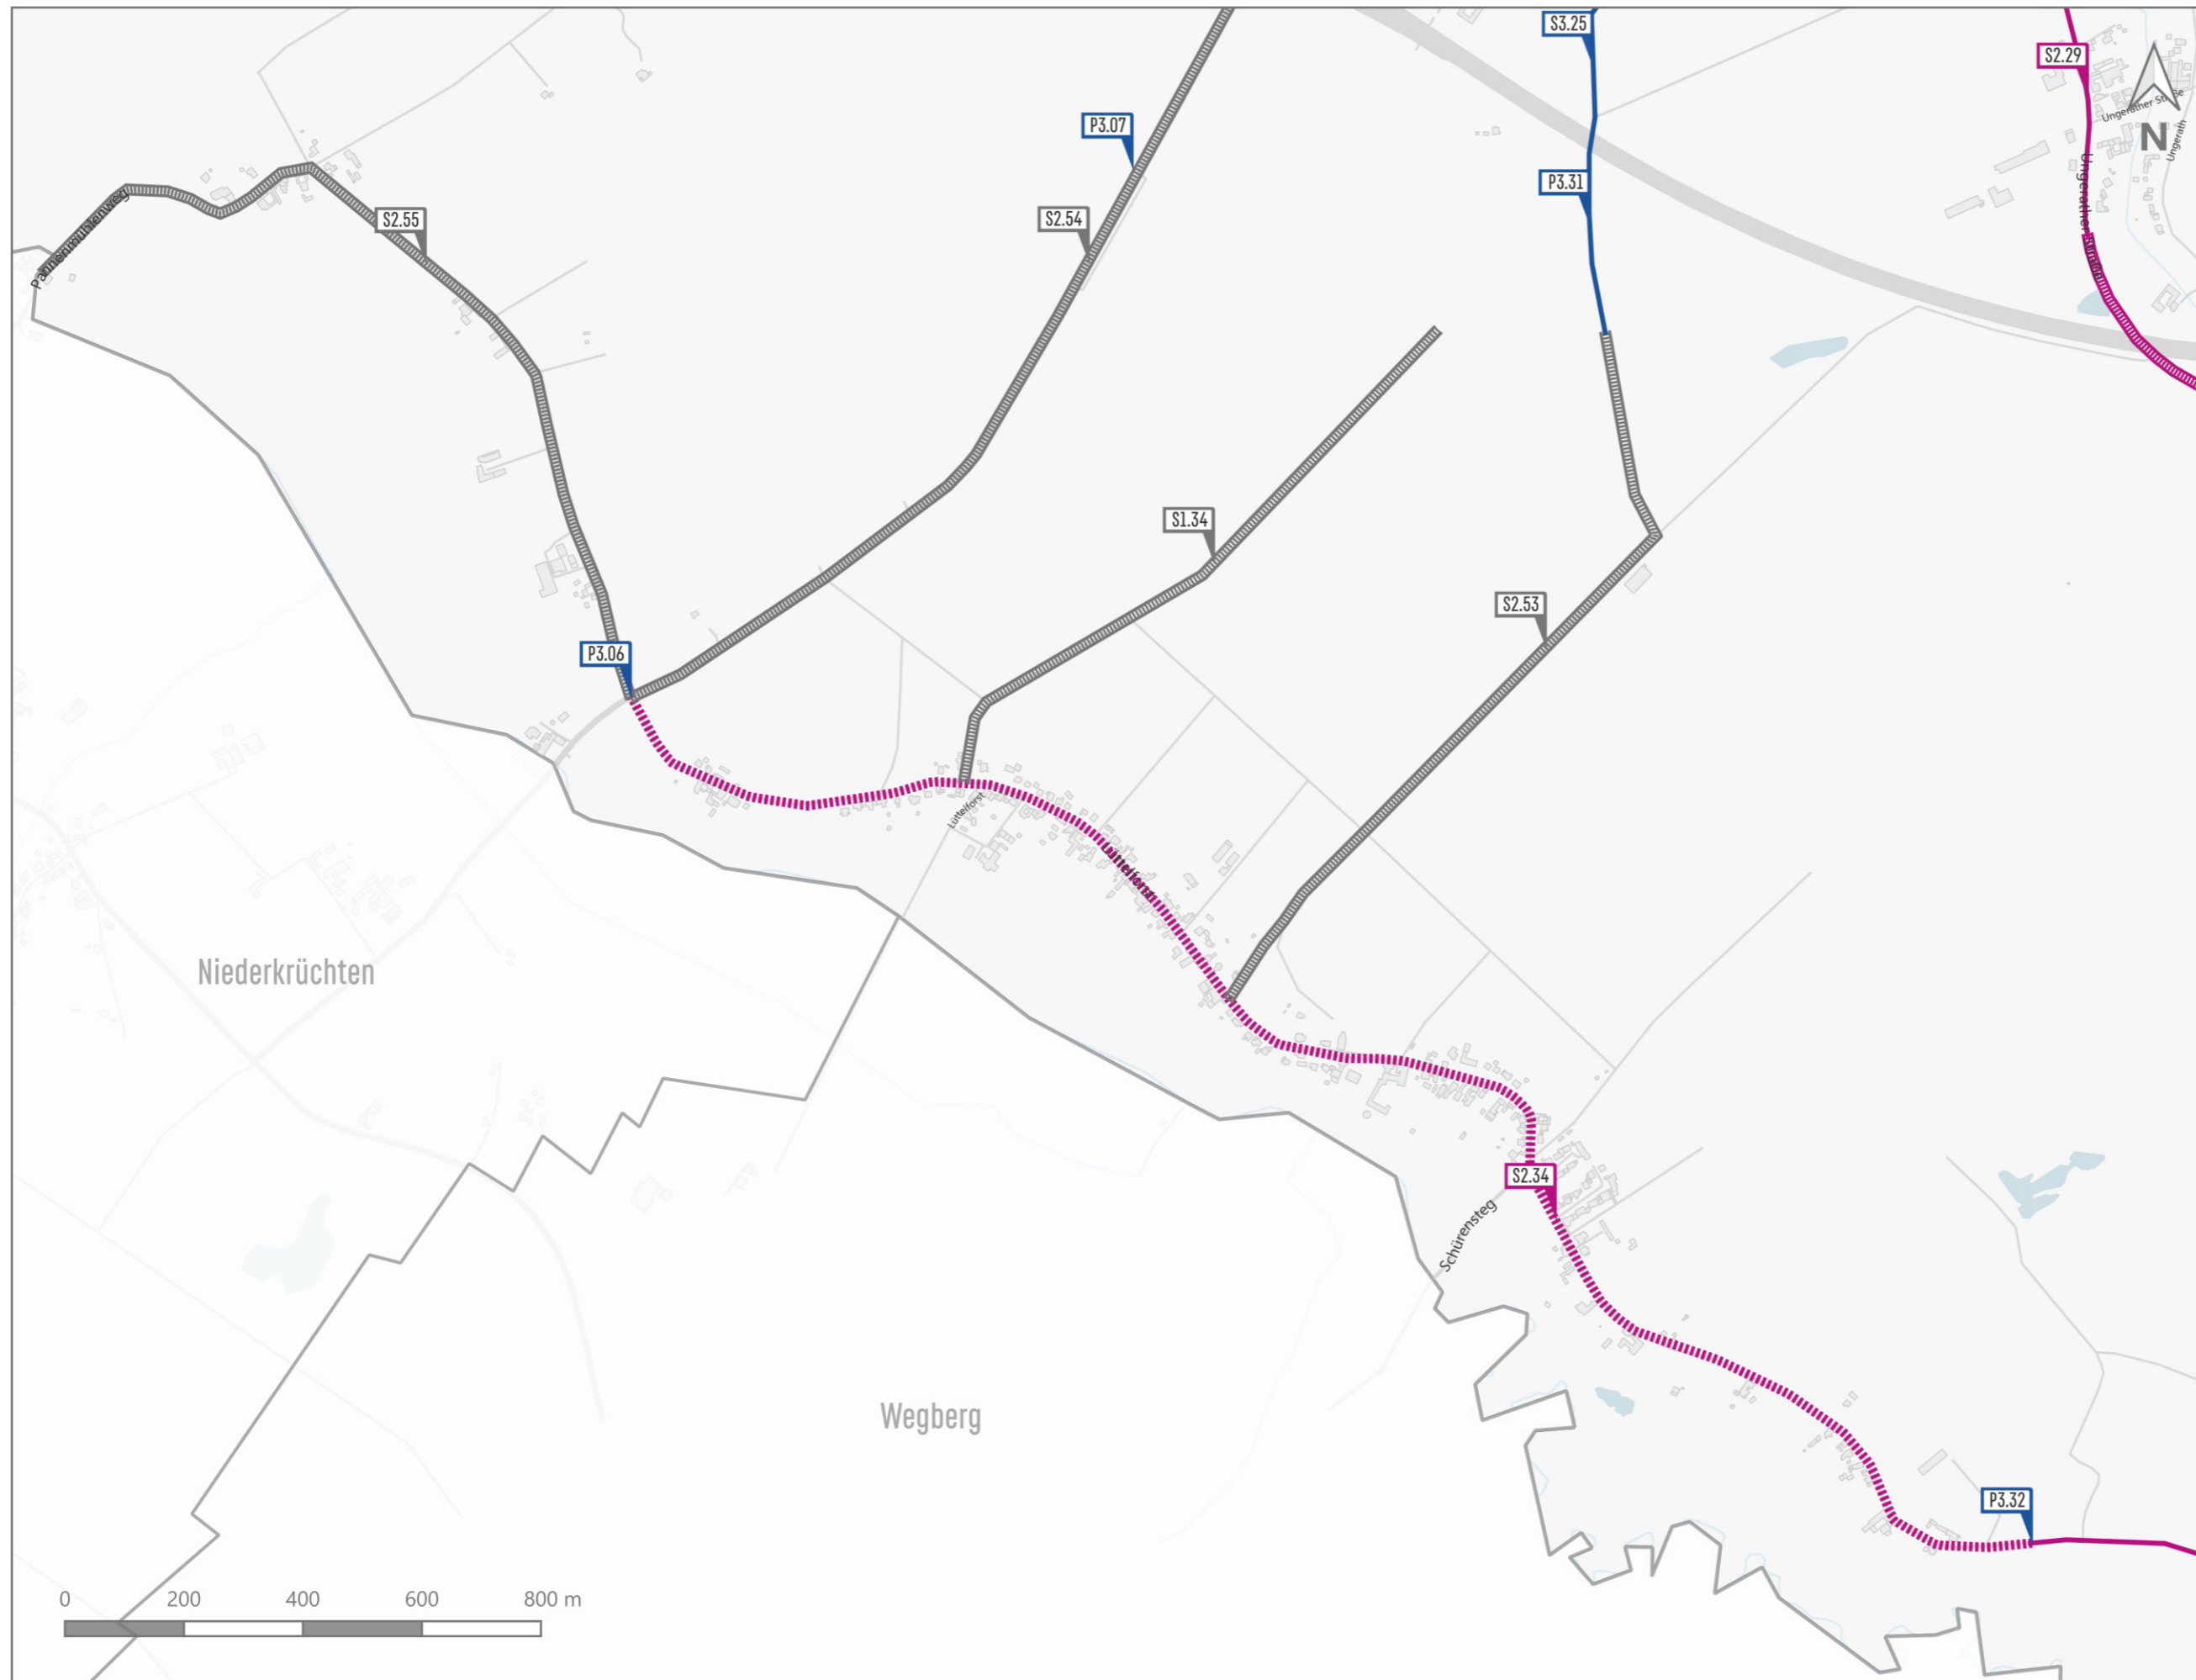 S3.25
S2.29
Ungerather Straße
N
Ungerath
P3.07
P3.31
Pannenmühlenweg
S2.55
S2.54
S1.34
S2.53
P3.06
Lüttelforst
Lüttelforst
Niederkrüchten
S2.34
Schürensteg
Wegberg
P3.32
0 200 400 600 800 m